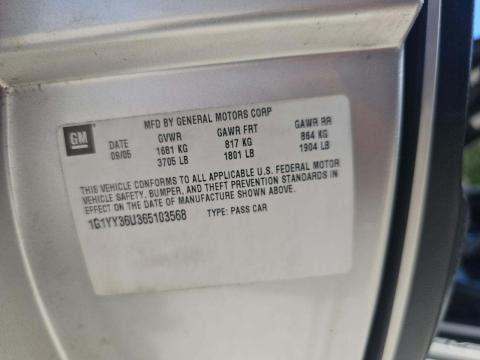 MFD BY GENERAL MOTORS CORP
GM DATE GVWR GAWR FRT GAWR RR
09/05 1681 KG 817 KG 864 KG
3705 LB 1801 LB 1904 LB
THIS VEHICLE CONFORMS TO ALL APPLICABLE U.S. FEDERAL MOTOR
VEHICLE SAFETY, BUMPER, AND THEFT PREVENTION STANDARDS IN
EFFECT ON THE DATE OF MANUFACTURE SHOWN ABOVE.
1G1YY36U365103568 TYPE: PASS CAR